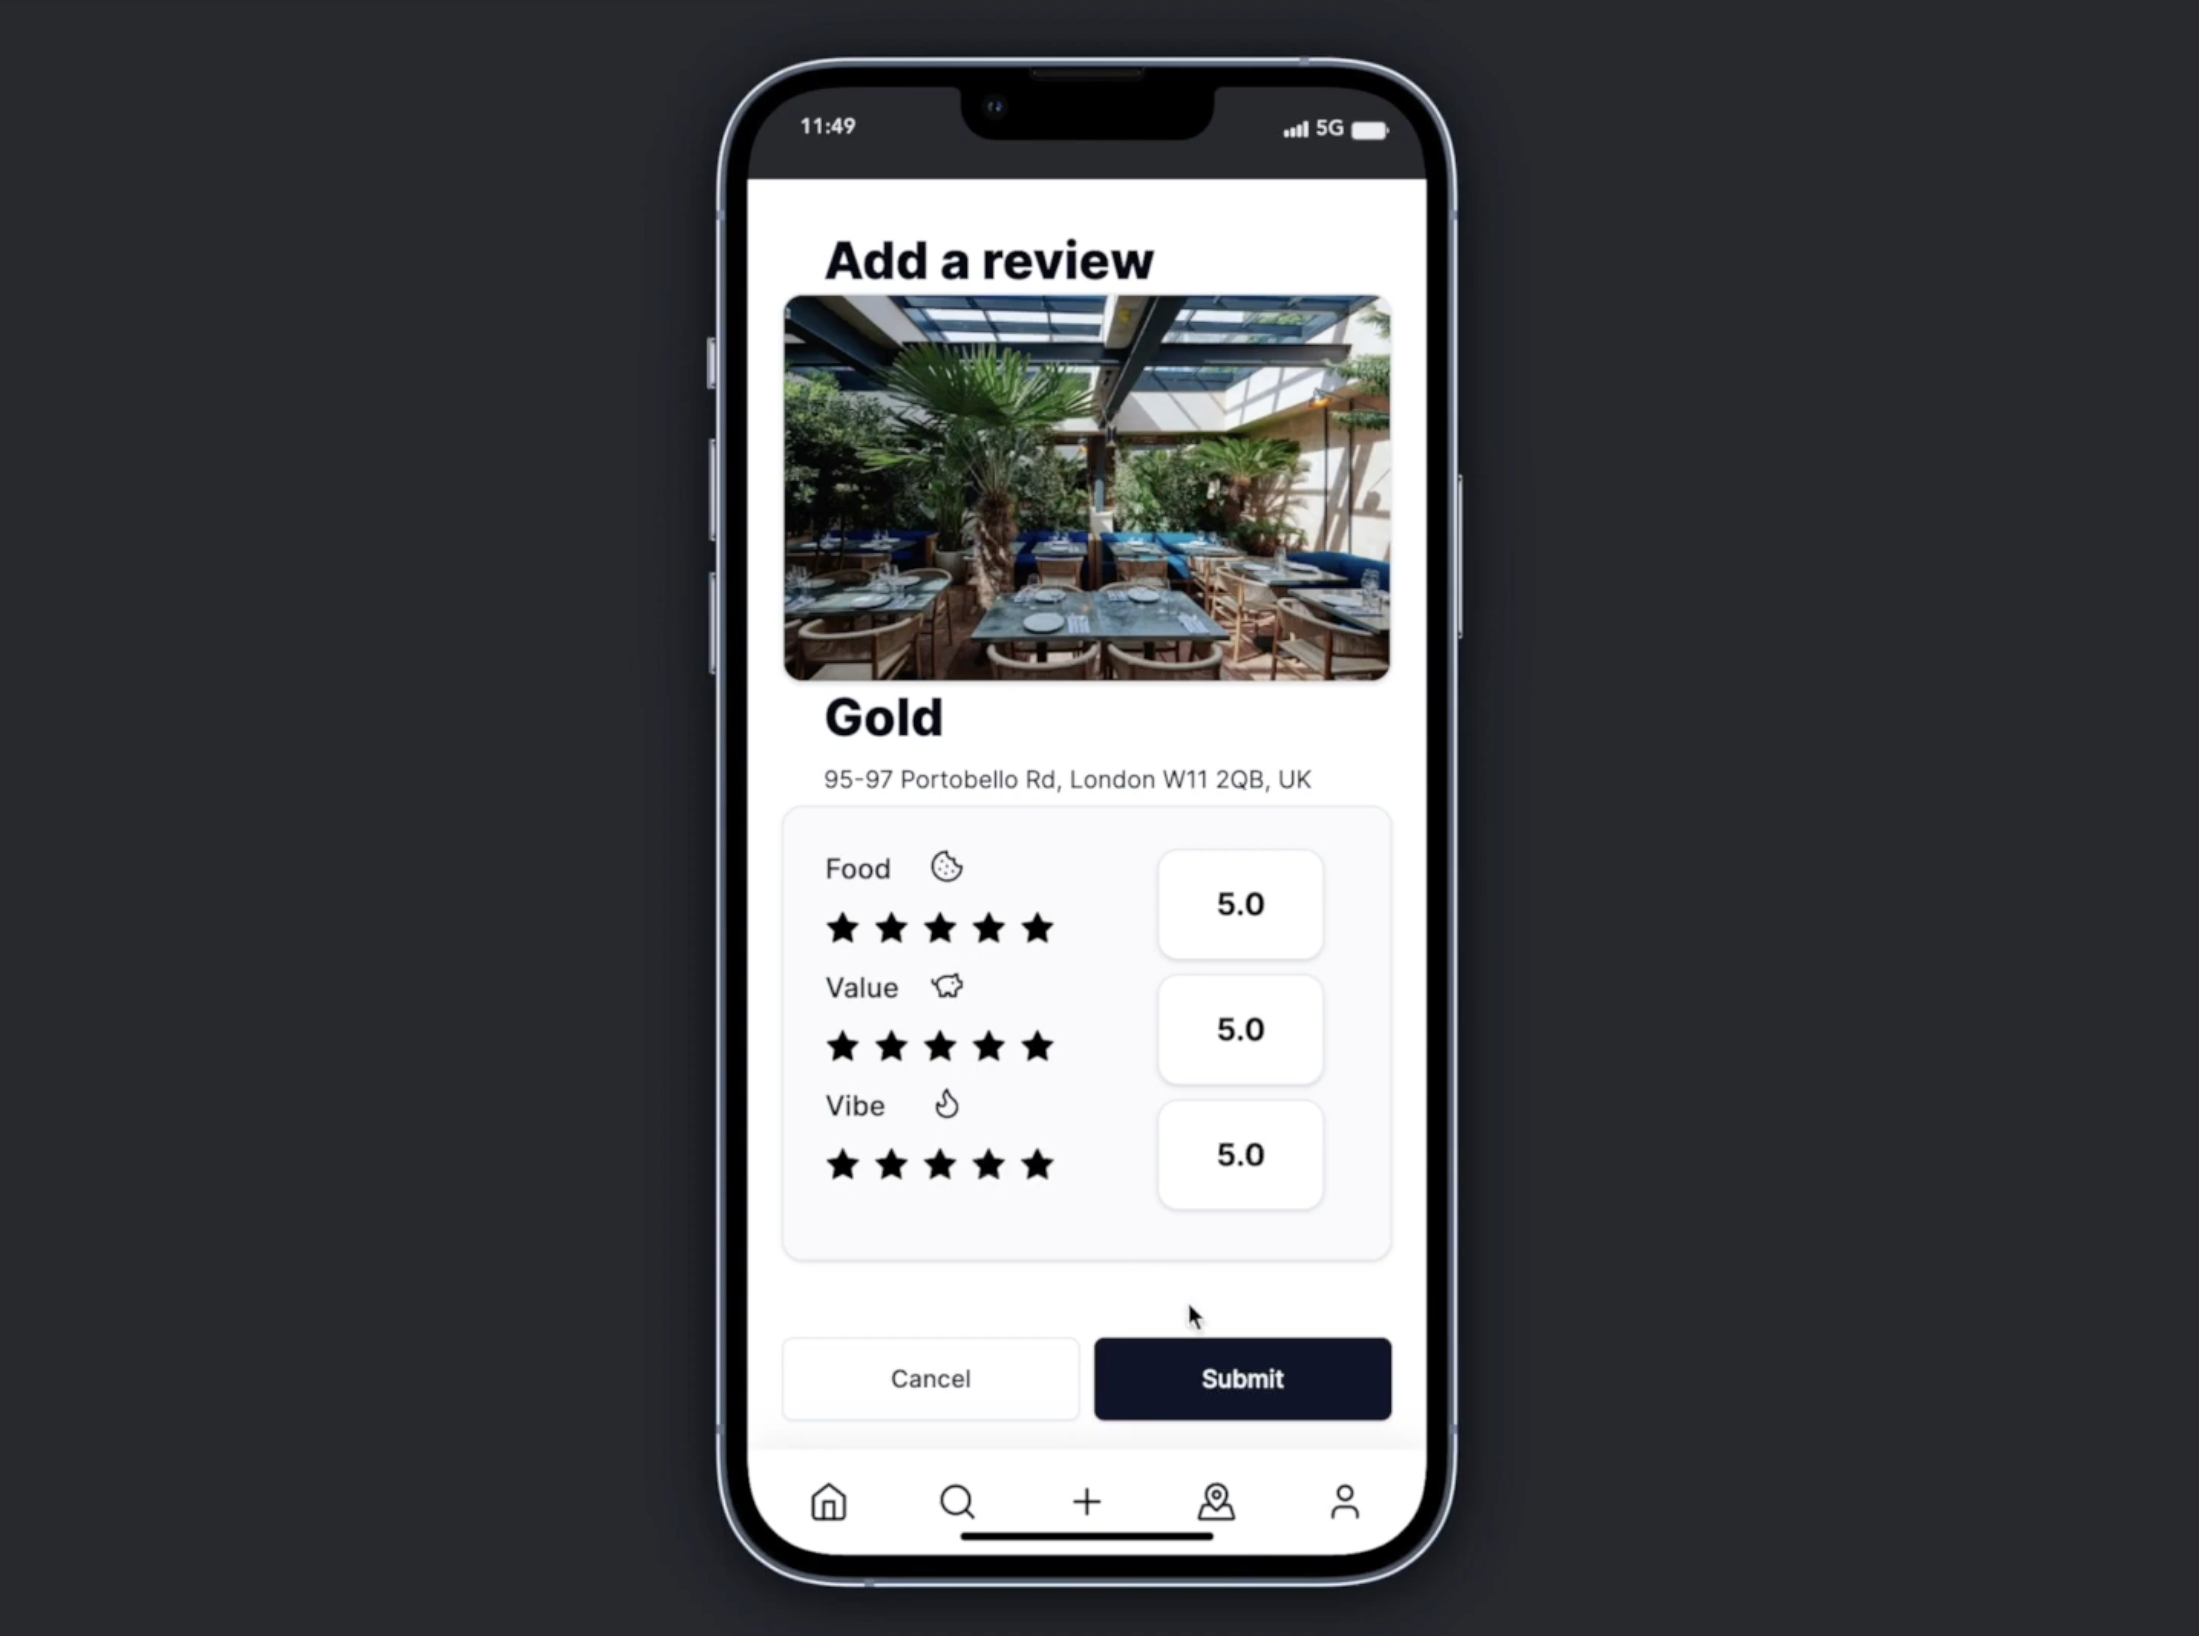 11:49
5G
Add a review
Gold
95-97 Portobello Rd, London W11 2QB, UK
Food
5.0
Value
5.0
Vibe
5.0
Cancel
Submit